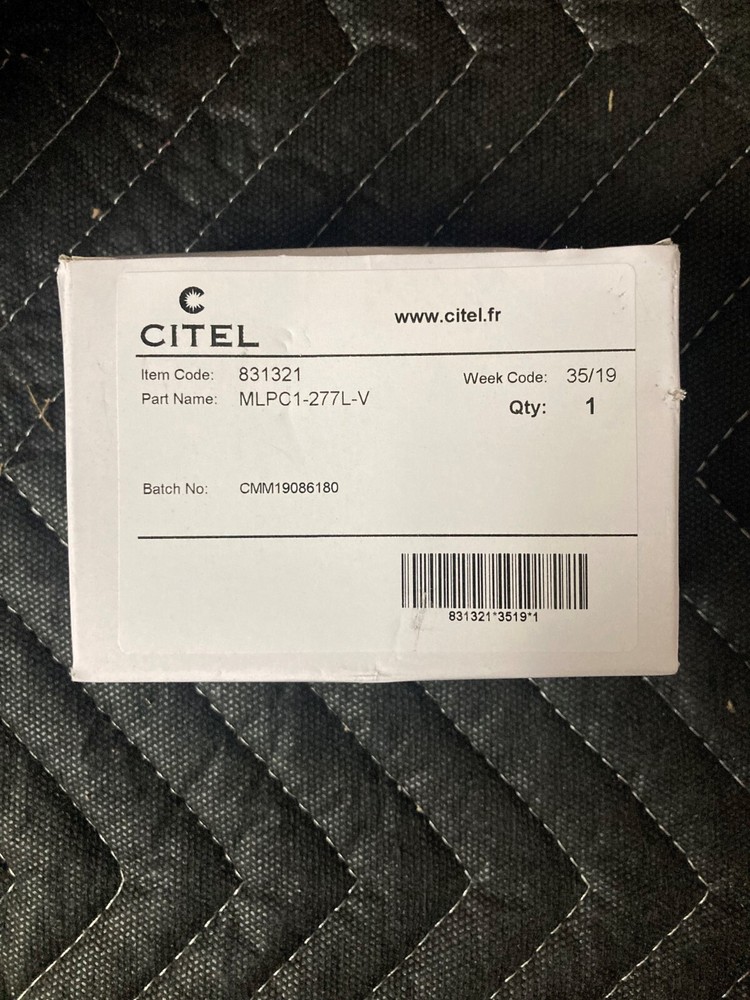 CITEL
www.citel.fr
Item Code: 831321
Week Code: 35/19
Part Name: MLPC1-277L-V
Qty: 1
Batch No: CMM19086180
831321*3519*1